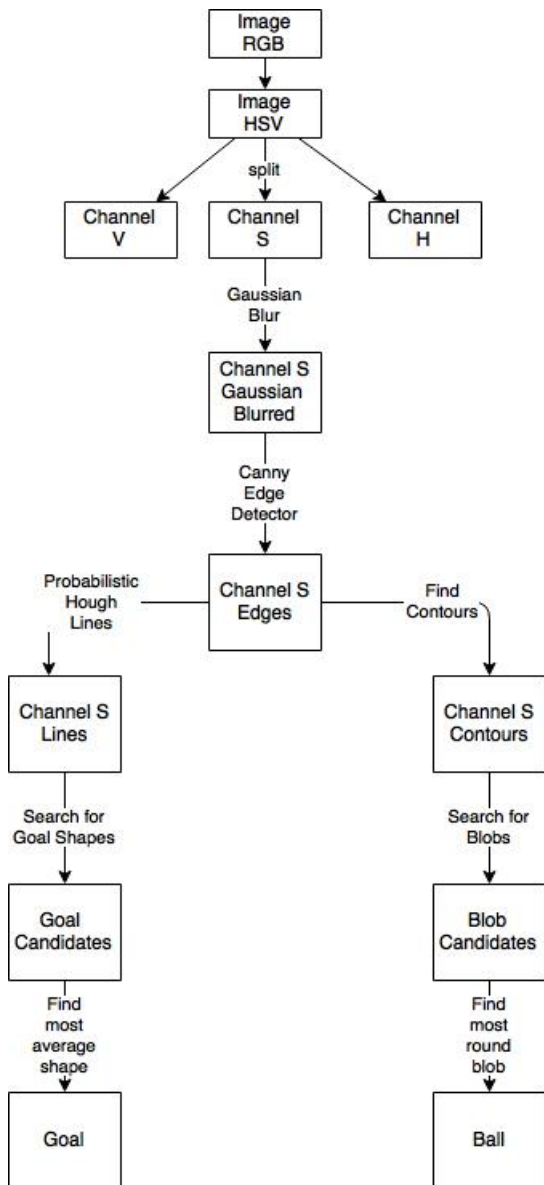 Image
RGB
Image
HSV
split
Channel
V
Channel
S
Channel
H
Gaussian
Blur
Channel S
Gaussian
Blurred
Canny
Edge
Detector
Probabilistic
Hough
Lines
Channel S
Edges
Find
Contours
Channel S
Lines
Channel S
Contours
Search for
Goal Shapes
Search for
Blobs
Goal
Candidates
Blob
Candidates
Find
most
average
shape
Find
most
round
blob
Goal
Ball